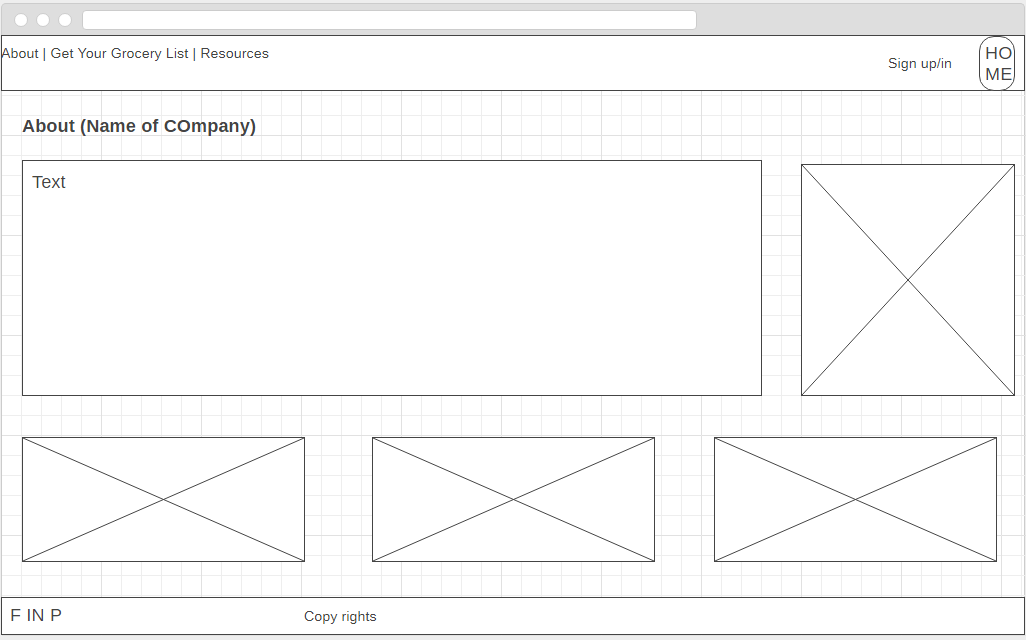 About | Get Your Grocery List | Resources
Sign up/in
HO
ME
About (Name of COmpany)
Text
F IN P
Copy rights